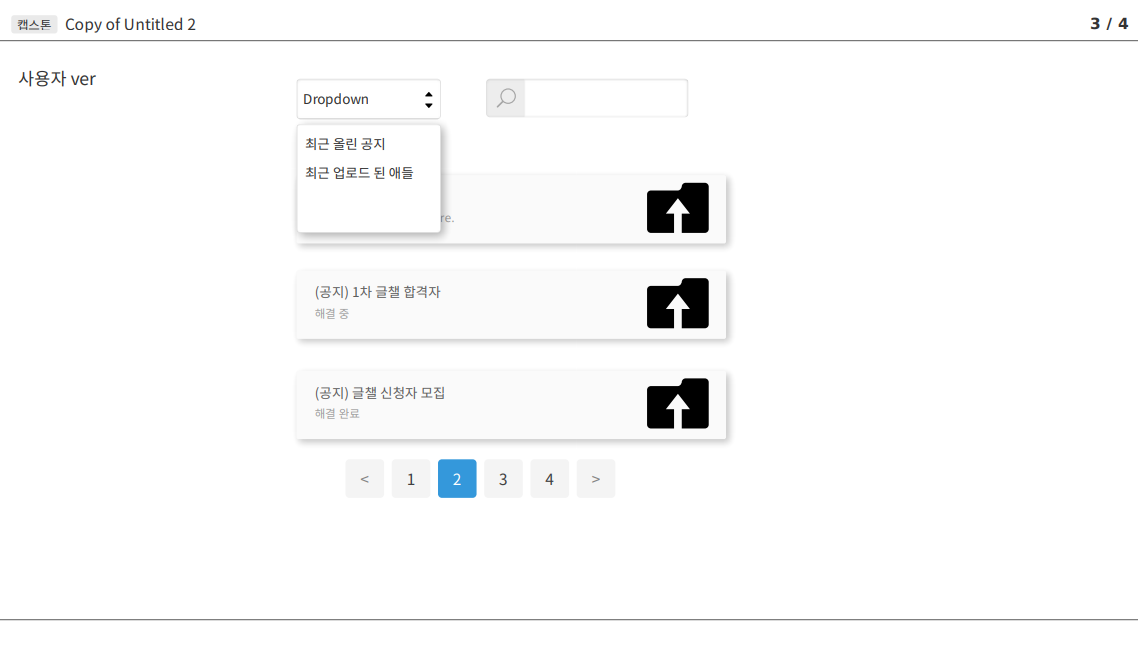 캡스톤 Copy of Untitled 2
3 / 4
사용자 ver
Dropdown
최근 올린 공지
최근 업로드 된 애들
re.
(공지) 1차 글챌 합격자
해결 중
(공지) 글챌 신청자 모집
해결 완료
< 1 2 3 4 >